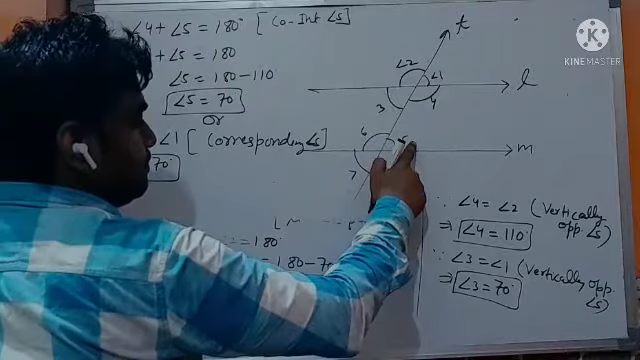 ∠4 + ∠5 = 180° [Co-Int ∠s]
+ ∠5 = 180
∠5 = 180 - 110
∠5 = 70°
Or
∠1 [Corresponding ∠s]
70°
= 180°
= 180 - 7
t
∠2
∠1
3
4
l
6
7
m
∵ ∠4 = ∠2 (Vertically opp. ∠s)
⇒ ∠4 = 110°
∵ ∠3 = ∠1 (Vertically opp. ∠s)
⇒ ∠3 = 70°
K
KINEMASTER